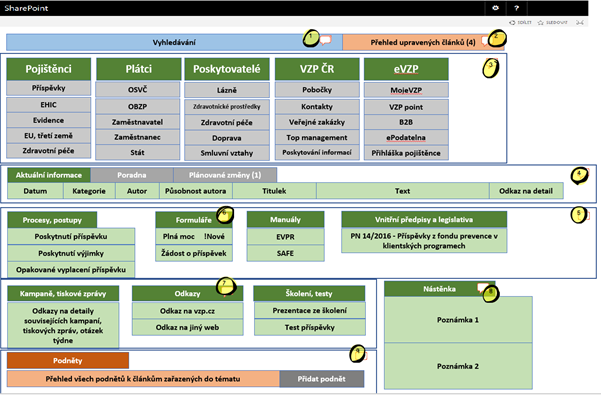 SharePoint
?
SDÍLET SLEDOVAT
1 2
Vyhledávání Přehled upravených článků (4)
3
Pojištěnci Plátci Poskytovatelé VZP ČR eVZP
Příspěvky OSVČ Lázně Pobočky MojeVZP
EHIC OBZP Zdravotnické prostředky Kontakty VZP point
Evidence Zaměstnavatel Zdravotní péče Veřejné zakázky B2B
EU, třetí země Zaměstnanec Doprava Top management ePodatelna
Zdravotní péče Stát Smluvní vztahy Poskytování informací Přihláška pojištěnce
4
Aktuální informace Poradna Plánované změny (1)
Datum Kategorie Autor Působnost autora Titulek Text Odkaz na detail
6 5
Procesy, postupy Formuláře Manuály Vnitřní předpisy a legislativa
Poskytnutí příspěvku Plná moc !Nové EVPR PN 14/2016 - Příspěvky z fondu prevence v
klientských programech
Poskytnutí výjimky Žádost o příspěvek SAFE
Opakované vyplacení příspěvku
7
Kampaně, tiskové zprávy Odkazy Školení, testy Nástěnka
8
Odkazy na detaily
souvisejících kampaní,
tiskových zpráv, otázek
týdne
Odkaz na vzp.cz Prezentace ze školení
Odkaz na jiný web Test příspěvky
Poznámka 1
9
Podněty
Přehled všech podnětů k článkům zařazených do tématu Přidat podnět
Poznámka 2